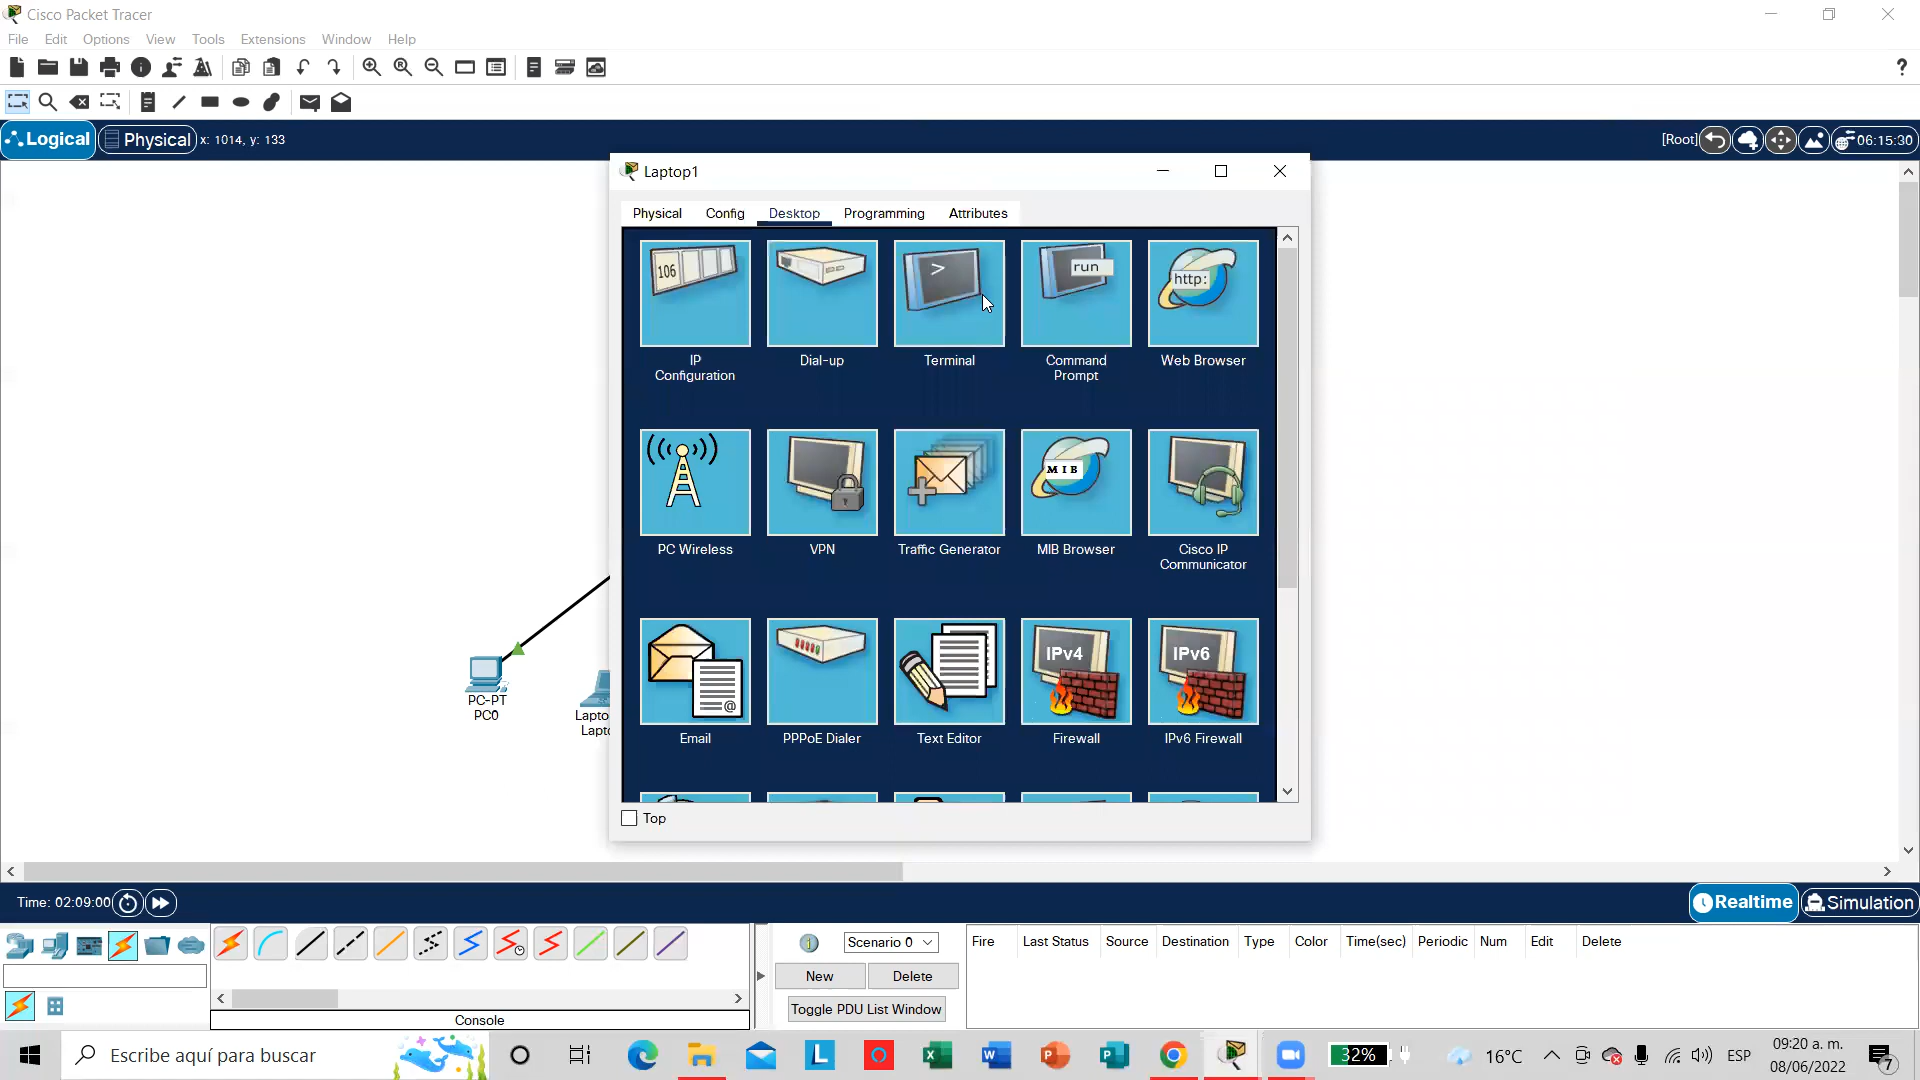 Cisco Packet Tracer
File Edit Options View Tools Extensions Window Help
?
Logical Physical x: 1014, y: 133 [Root] 06:15:30
Laptop1
Physical Config Desktop Programming Attributes
106 > run http:
IP Configuration
Dial-up
Terminal
Command Prompt
Web Browser
MIB
PC Wireless
VPN
Traffic Generator
MIB Browser
Cisco IP Communicator
@ IPv4 IPv6
Email
PPPoE Dialer
Text Editor
Firewall
IPv6 Firewall
PC-PT
PC0
Lapto
Lapto
Top
Time: 02:09:00 Realtime Simulation
Scenario 0
New Delete
Toggle PDU List Window
Fire Last Status Source Destination Type Color Time(sec) Periodic Num Edit Delete
Console
Escribe aquí para buscar
32% 16°C ESP
09:20 a. m.
08/06/2022
7